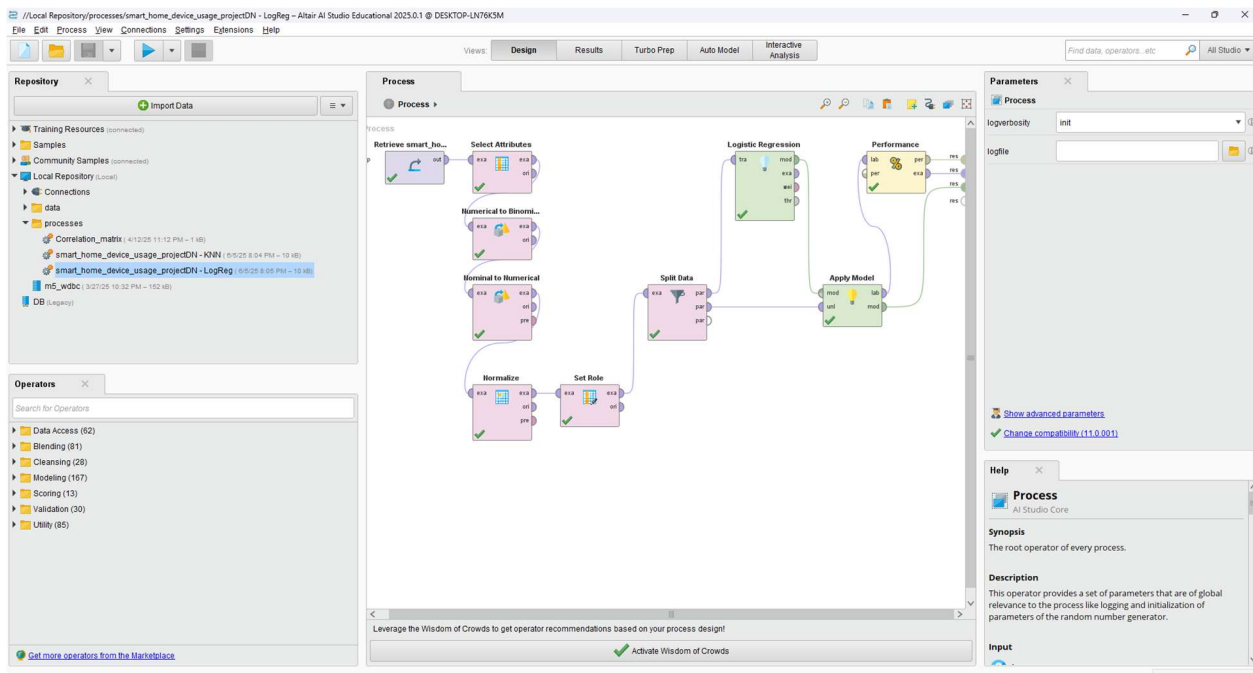 //Local Repository/processes/smart_home_device_usage_projectDN - LogReg – Altair AI Studio Educational 2025.0.1 @ DESKTOP-LN76K5M
File Edit Process View Connections Settings Extensions Help
Views: Design Results Turbo Prep Auto Model Interactive Analysis
Find data, operators...etc All Studio
Repository
Import Data
Training Resources (connected)
Samples
Community Samples (connected)
Local Repository (Local)
Connections
data
processes
Correlation_matrix (4/12/25 11:12 PM – 1 kB)
smart_home_device_usage_projectDN - KNN (6/5/25 8:04 PM – 10 kB)
smart_home_device_usage_projectDN - LogReg (6/5/25 8:05 PM – 10 kB)
m5_wdbc (3/27/25 10:32 PM – 152 kB)
DB (Legacy)
Operators
Search for Operators
Data Access (62)
Blending (81)
Cleansing (28)
Modeling (167)
Scoring (13)
Validation (30)
Utility (85)
Get more operators from the Marketplace
Process
Process
Process
Retrieve smart_ho...
out
Select Attributes
exa exa
ori
Numerical to Binomi...
exa exa
ori
Nominal to Numerical
exa exa
ori
pre
Normalize
exa exa
ori
pre
Set Role
exa exa
ori
Split Data
exa par
par
par
Logistic Regression
tra mod
exa
wei
thr
Apply Model
mod lab
unl mod
Performance
lab per
per exa
res
res
res
res
Leverage the Wisdom of Crowds to get operator recommendations based on your process design!
Activate Wisdom of Crowds
Parameters
Process
logverbosity init
logfile
Show advanced parameters
Change compatibility (11.0.001)
Help
Process
AI Studio Core
Synopsis
The root operator of every process.
Description
This operator provides a set of parameters that are of global
relevance to the process like logging and initialization of
parameters of the random number generator.
Input